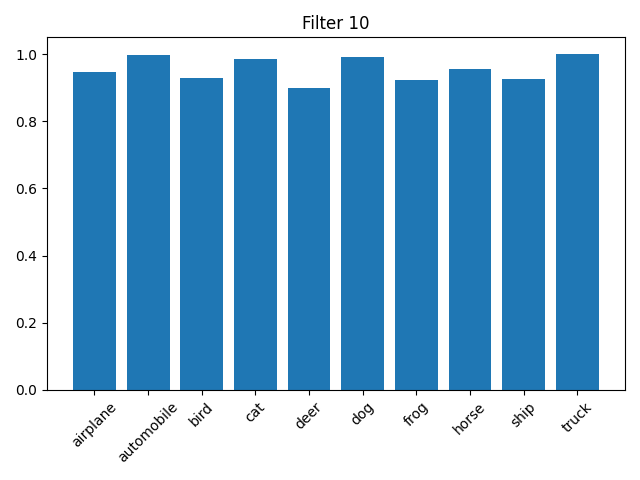 Filter 10
1.0
0.8
0.6
0.4
0.2
0.0
airplane
automobile
bird
cat
deer
dog
frog
horse
ship
truck